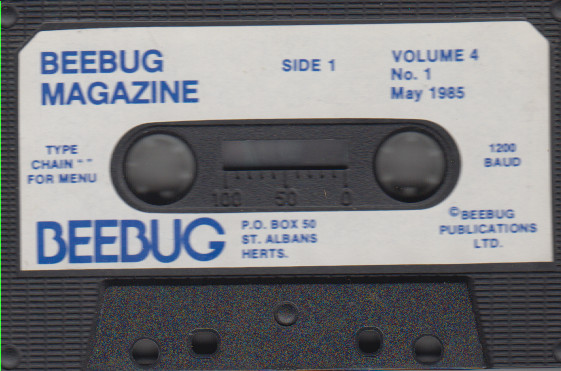 BEEBUG
MAGAZINE
SIDE 1
VOLUME 4
No. 1
May 1985
TYPE
CHAIN “ ”
FOR MENU
1200
BAUD
100 50 0
BEEBUG
P.O. BOX 50
ST. ALBANS
HERTS.
©BEEBUG
PUBLICATIONS
LTD.